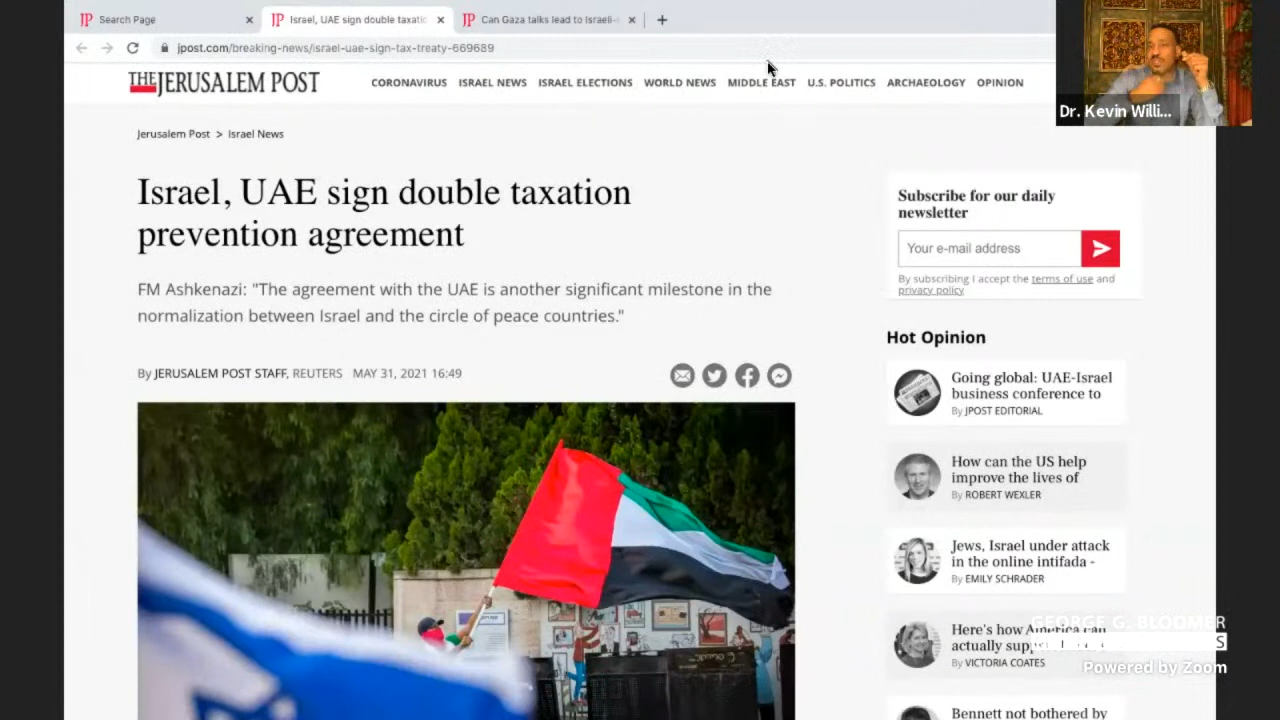 Search Page
Israel, UAE sign double taxatio
Can Gaza talks lead to Israeli-
jpost.com/breaking-news/israel-uae-sign-tax-treaty-669689
THE JERUSALEM POST
CORONAVIRUS ISRAEL NEWS ISRAEL ELECTIONS WORLD NEWS MIDDLE EAST U.S. POLITICS ARCHAEOLOGY OPINION
Dr. Kevin Willi...
Jerusalem Post > Israel News
Israel, UAE sign double taxation
prevention agreement
FM Ashkenazi: "The agreement with the UAE is another significant milestone in the
normalization between Israel and the circle of peace countries."
By JERUSALEM POST STAFF, REUTERS MAY 31, 2021 16:49
Subscribe for our daily
newsletter
Your e-mail address
By subscribing I accept the terms of use and
privacy policy
Hot Opinion
Going global: UAE-Israel
business conference to
By JPOST EDITORIAL
How can the US help
improve the lives of
By ROBERT WEXLER
Jews, Israel under attack
in the online intifada -
By EMILY SCHRADER
Here's how America can
actually
By VICTORIA COATES
Bennett not bothered by
GEORGE G. BLOOMER
Powered by Zoom